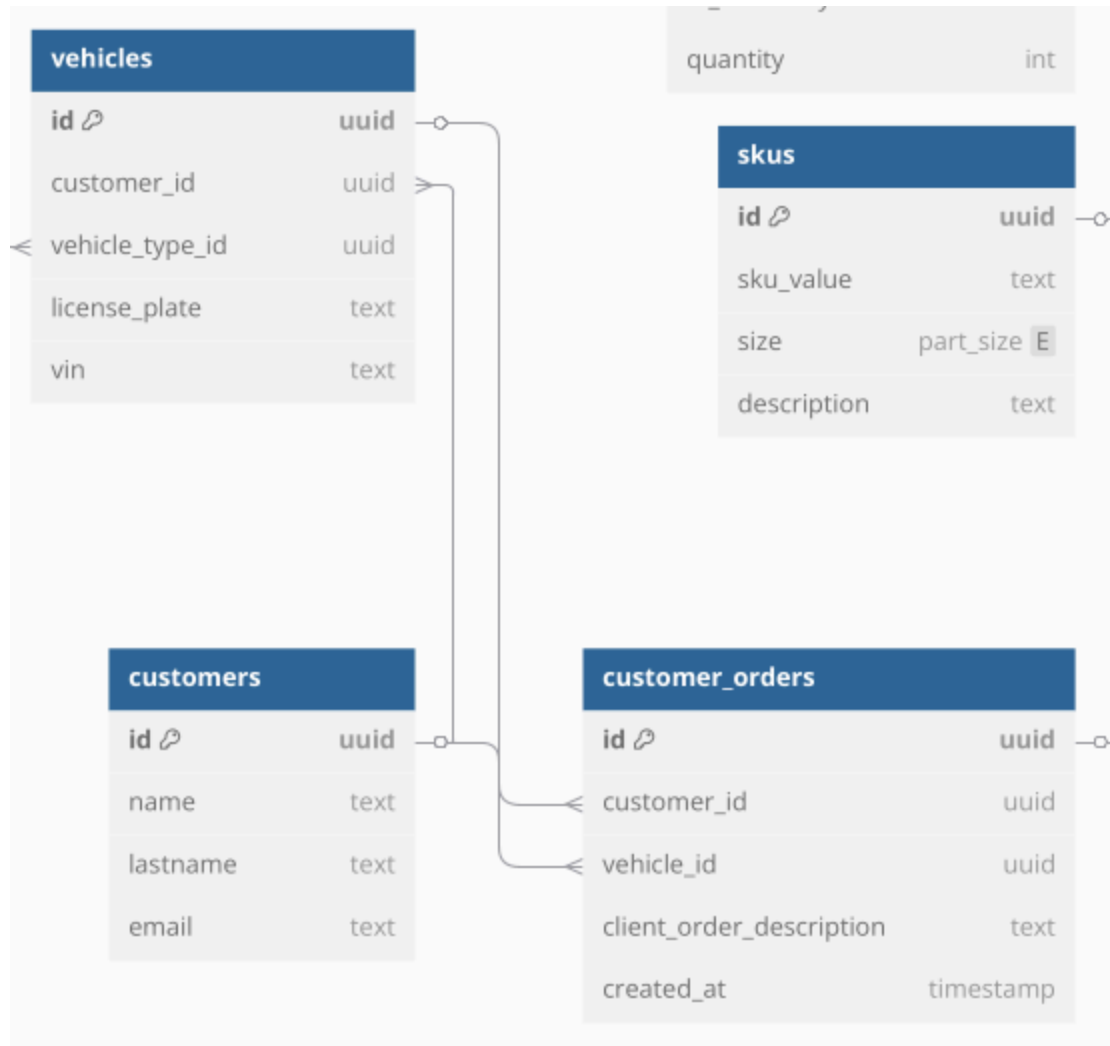 vehicles
id uuid
customer_id uuid
vehicle_type_id uuid
license_plate text
vin text
quantity int
skus
id uuid
sku_value text
size part_size E
description text
customers
id uuid
name text
lastname text
email text
customer_orders
id uuid
customer_id uuid
vehicle_id uuid
client_order_description text
created_at timestamp